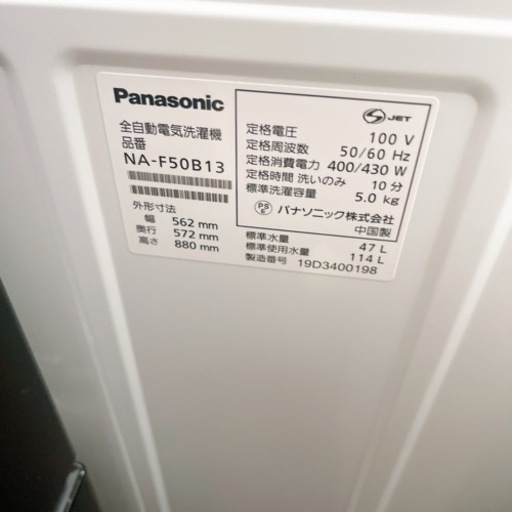 Panasonic
全自動電気洗濯機
品番
NA-F50B13
外形寸法
幅 562 mm
奥行 572 mm
高さ 880 mm
S JET
定格電圧 100 V
定格周波数 50/60 Hz
定格消費電力 400/430 W
定格時間 洗いのみ 10 分
標準洗濯容量 5.0 kg
PS E パナソニック株式会社
中国製
標準水量 47 L
標準使用水量 114 L
製造番号 19D3400198